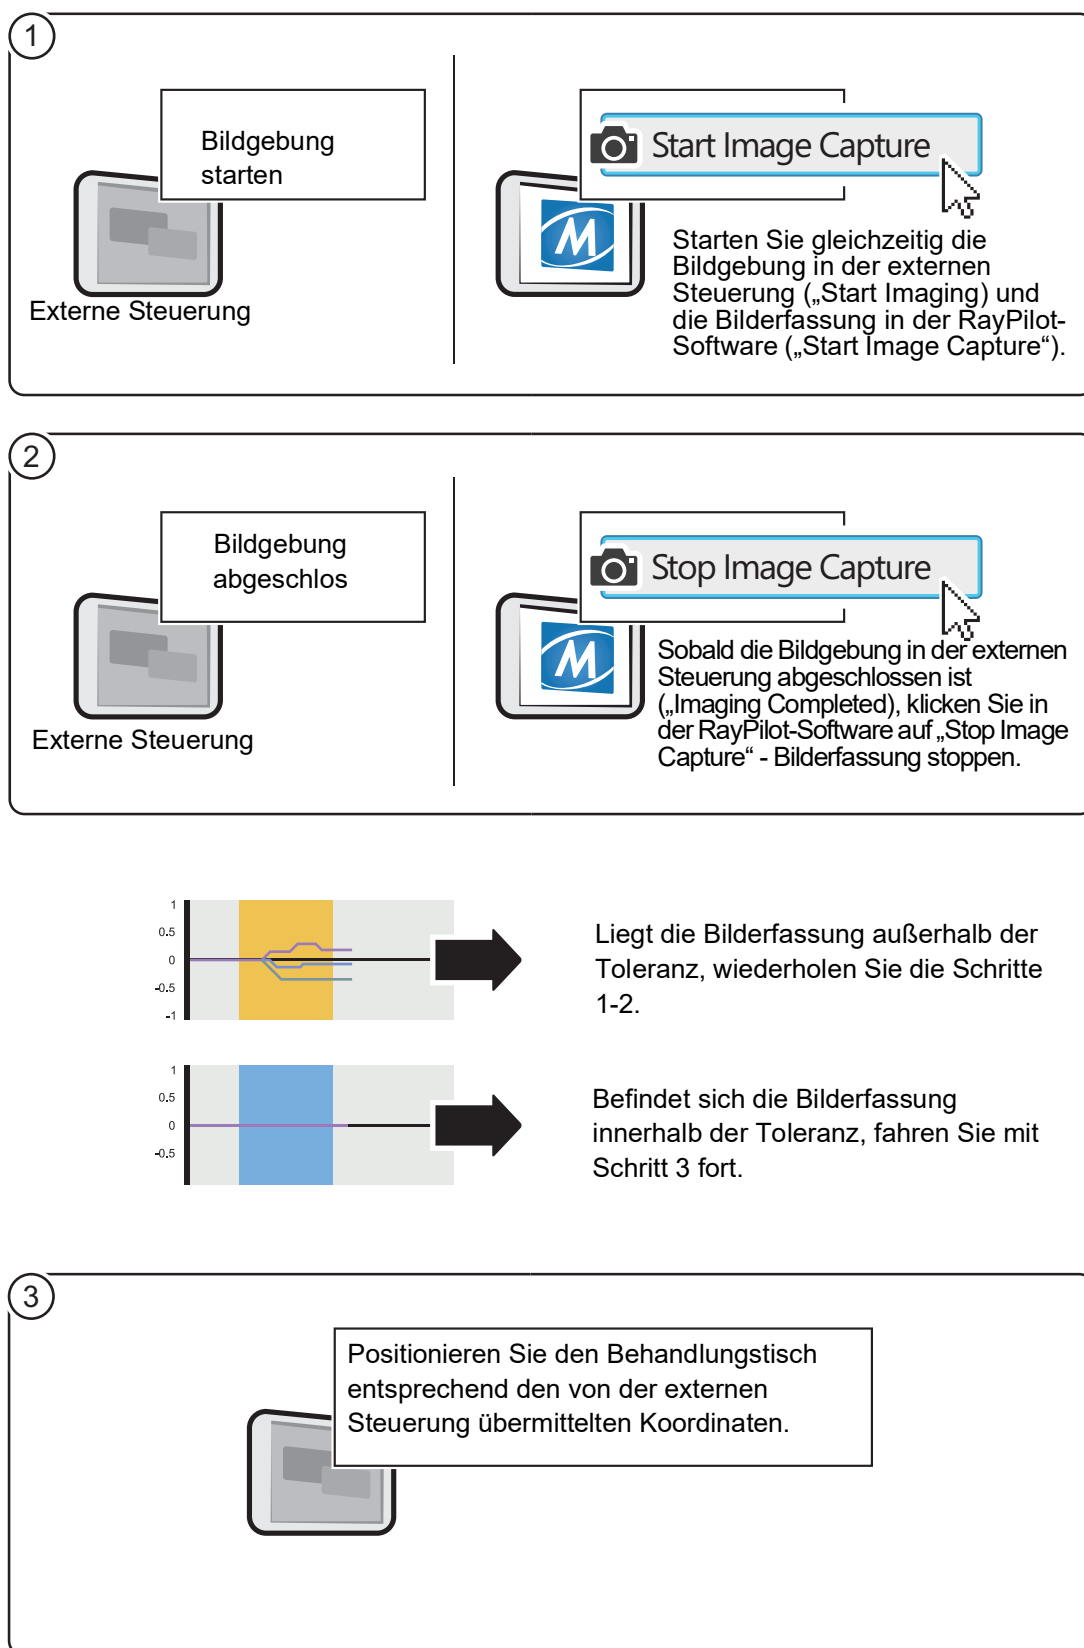 1
Bildgebung
starten
Externe Steuerung
Start Image Capture
M
Starten Sie gleichzeitig die
Bildgebung in der externen
Steuerung („Start Imaging) und
die Bilderfassung in der RayPilot-
Software („Start Image Capture“).
2
Bildgebung
abgeschlos
Externe Steuerung
Stop Image Capture
M
Sobald die Bildgebung in der externen
Steuerung abgeschlossen ist
(„Imaging Completed), klicken Sie in
der RayPilot-Software auf „Stop Image
Capture“ - Bilderfassung stoppen.
1
0.5
0
-0.5
-1
Liegt die Bilderfassung außerhalb der
Toleranz, wiederholen Sie die Schritte
1-2.
1
0.5
0
-0.5
Befindet sich die Bilderfassung
innerhalb der Toleranz, fahren Sie mit
Schritt 3 fort.
3
Positionieren Sie den Behandlungstisch
entsprechend den von der externen
Steuerung übermittelten Koordinaten.